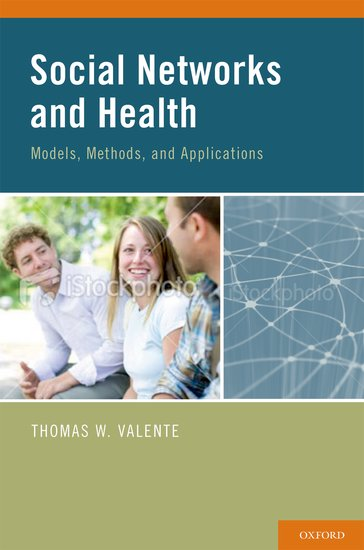 Social Networks
and Health
Models, Methods, and Applications
iStockphoto
iStockphoto
THOMAS W. VALENTE
OXFORD